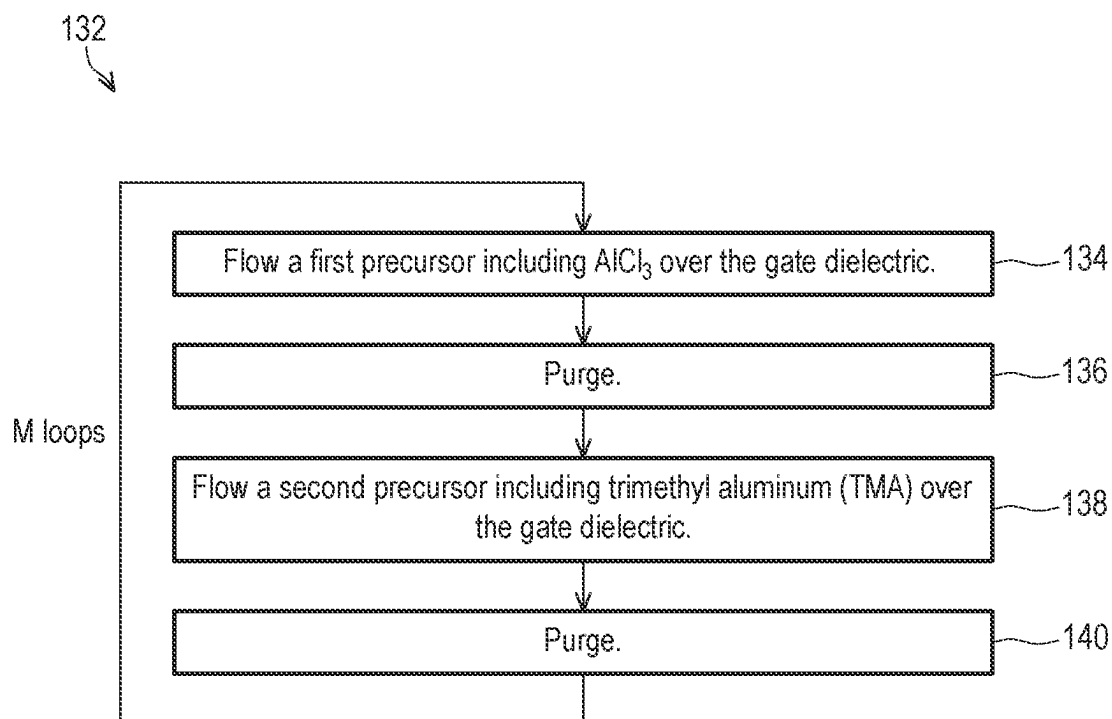 132
Flow a first precursor including AlCl₃ over the gate dielectric.
134
Purge.
136
M loops
Flow a second precursor including trimethyl aluminum (TMA) over
the gate dielectric.
138
Purge.
140